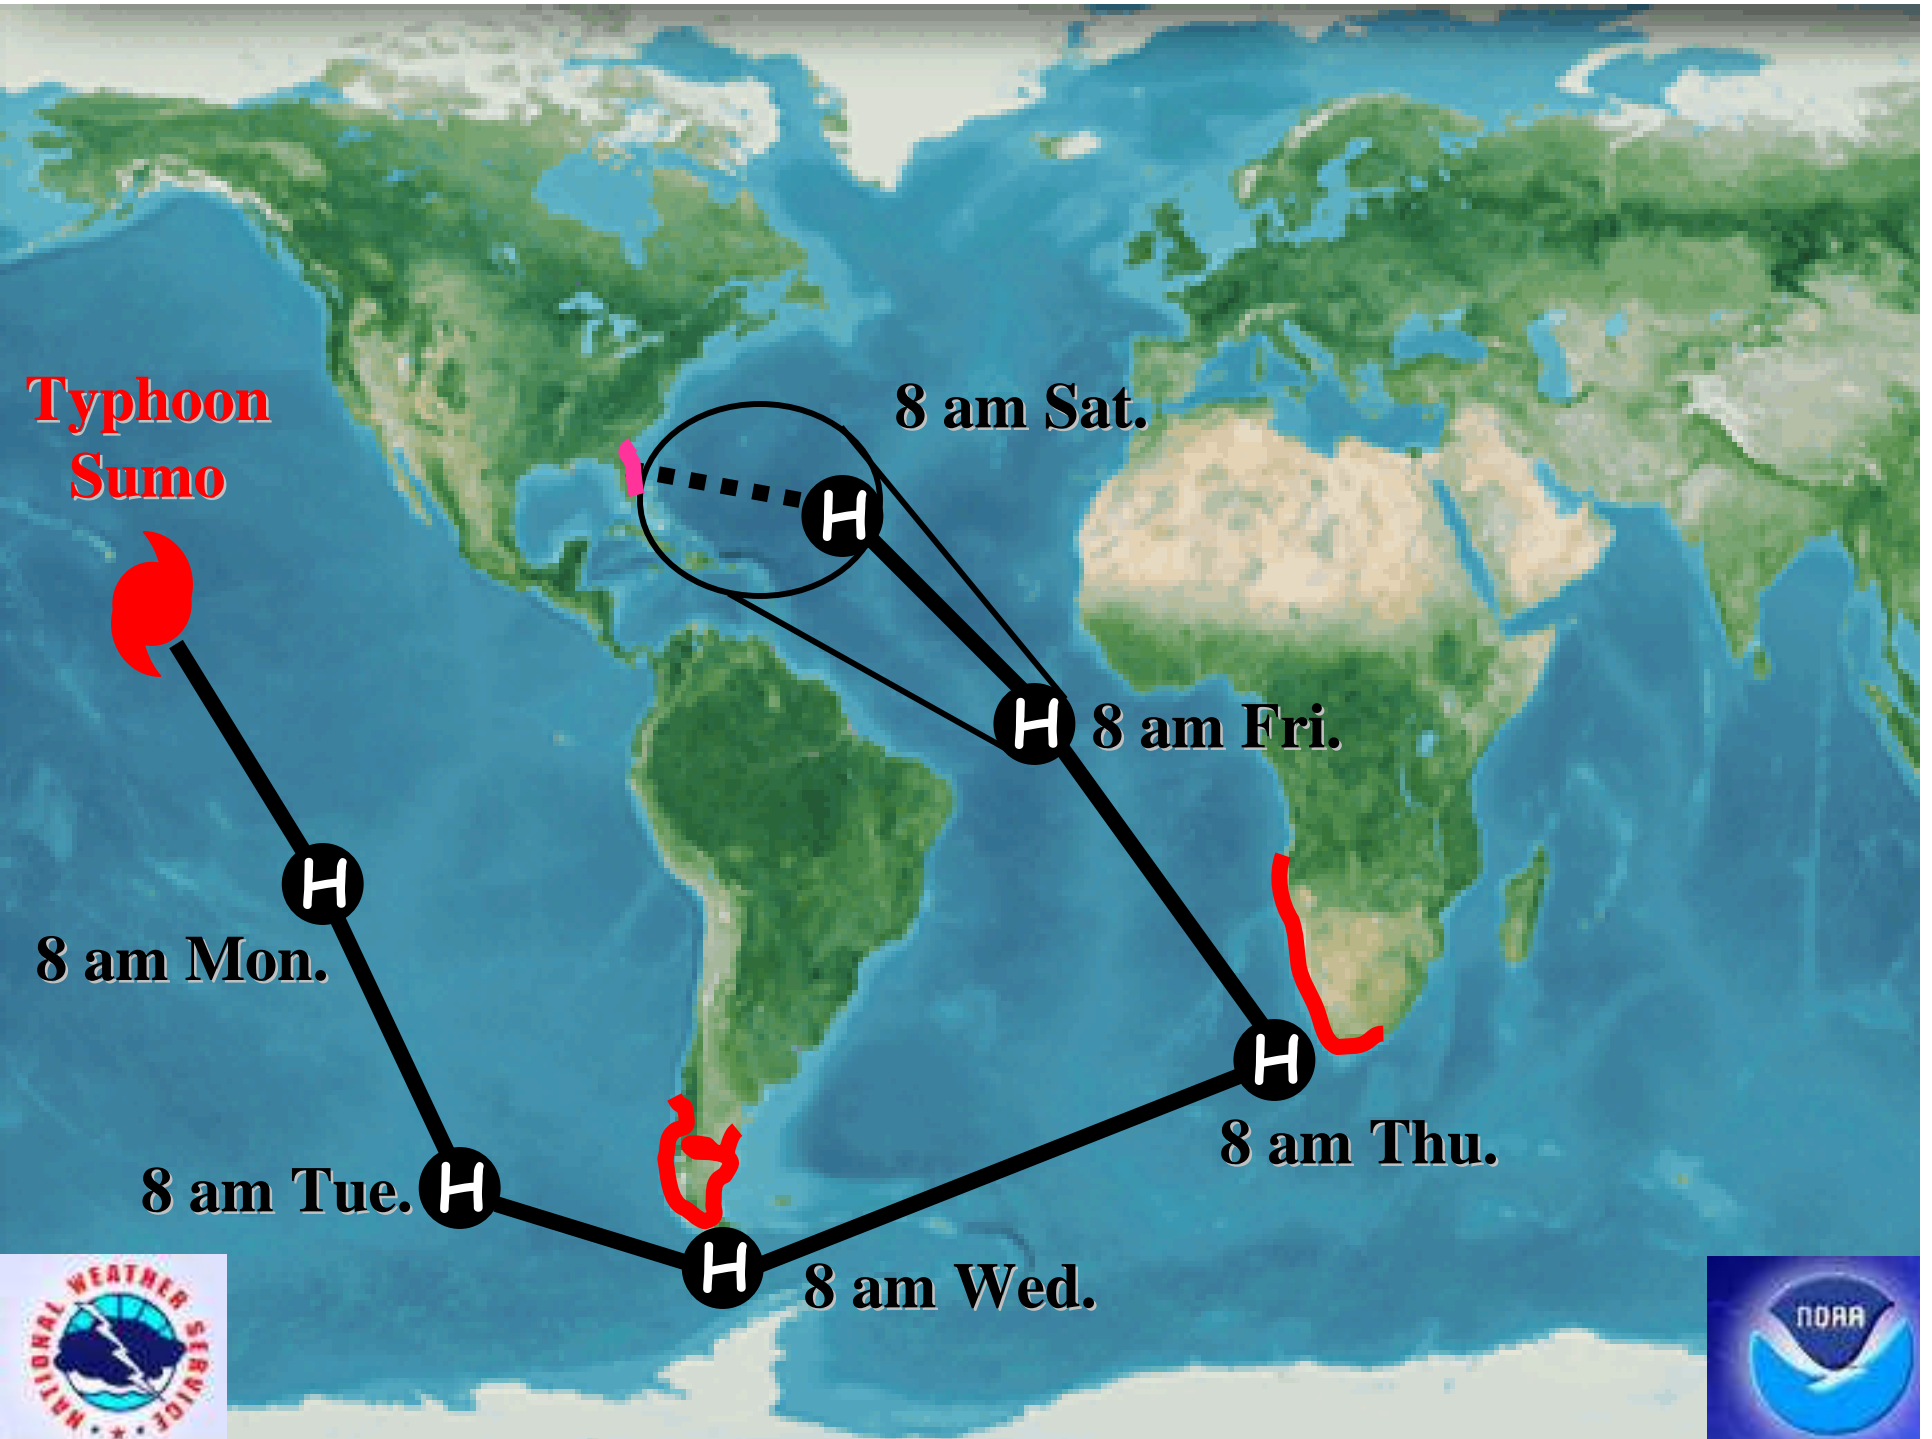 8 am Sat.
Typhoon
Sumo
H
H
8 am Fri.
H
8 am Mon.
H
8 am Thu.
8 am Tue.
H
H
8 am Wed.
NATIONAL WEATHER SERVICE
NOAA